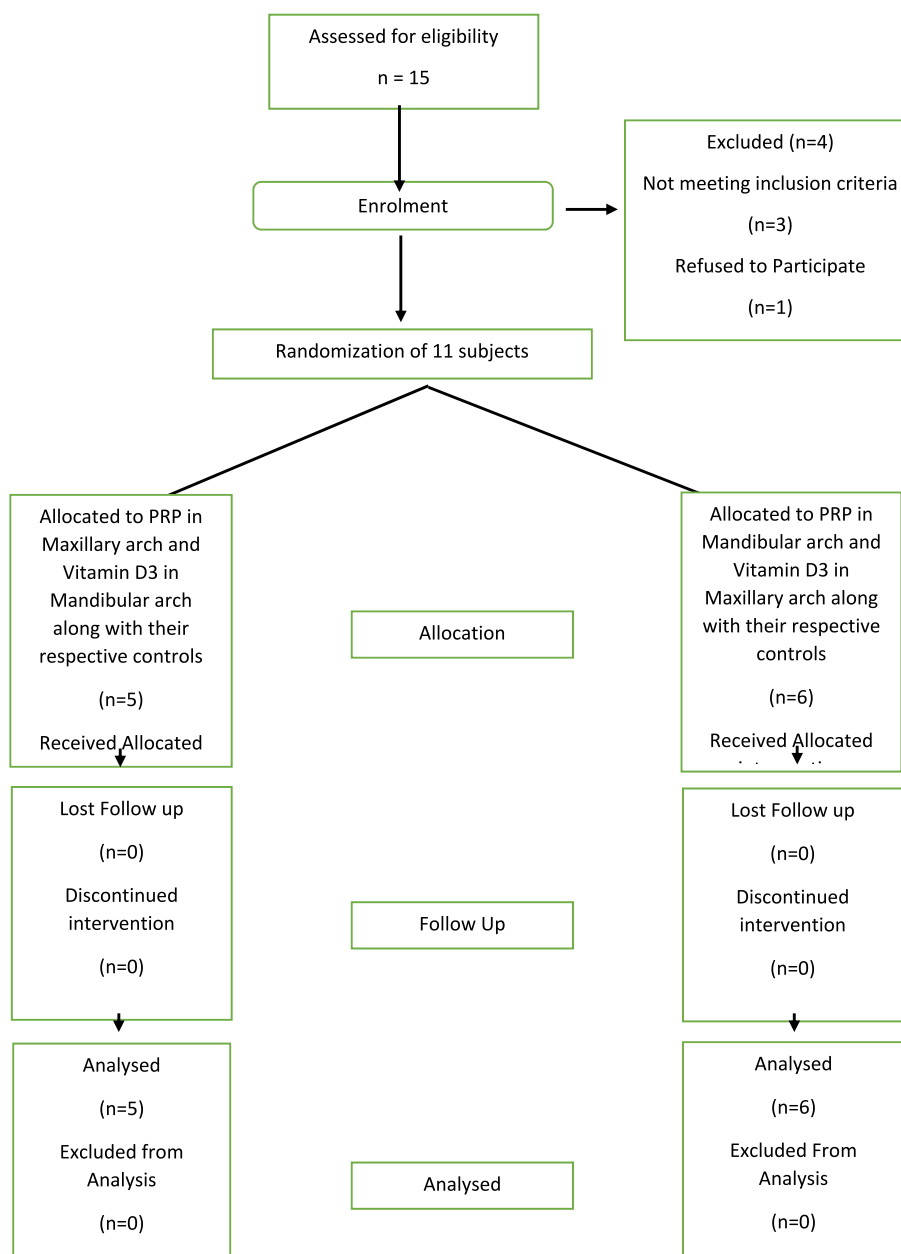 Assessed for eligibility
n = 15
Excluded (n=4)
Not meeting inclusion criteria
(n=3)
Refused to Participate
(n=1)
Enrolment
Randomization of 11 subjects
Allocated to PRP in
Maxillary arch and
Vitamin D3 in
Mandibular arch
along with their
respective controls
(n=5)
Received Allocated
Allocation
Allocated to PRP in
Mandibular arch and
Vitamin D3 in
Maxillary arch along
with their respective
controls
(n=6)
Received Allocated
Lost Follow up
(n=0)
Discontinued
intervention
(n=0)
Follow Up
Lost Follow up
(n=0)
Discontinued
intervention
(n=0)
Analysed
(n=5)
Excluded from
Analysis
(n=0)
Analysed
Analysed
(n=6)
Excluded From
Analysis
(n=0)